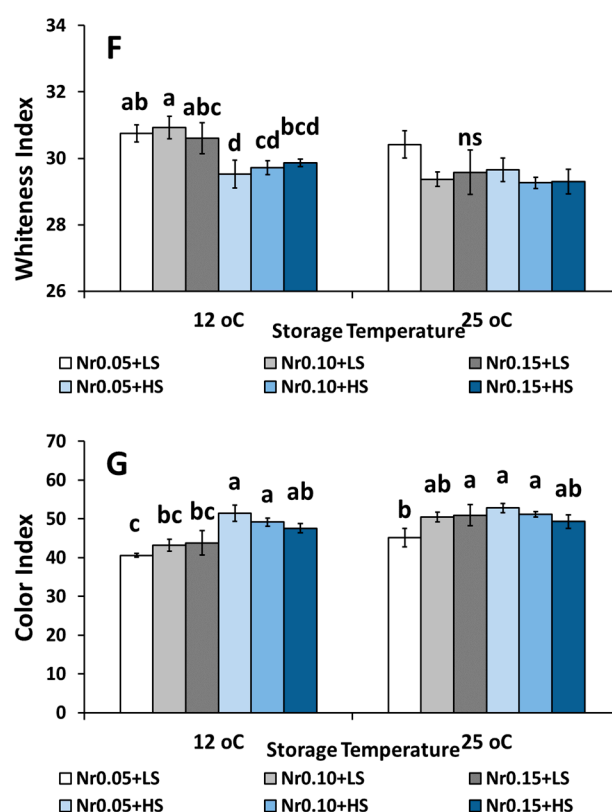 34
F
32
ab a abc
bcd
d cd
ns
30
28
26
Whiteness Index
12 oC 25 oC
Storage Temperature
Nr0.05+LS Nr0.10+LS Nr0.15+LS
Nr0.05+HS Nr0.10+HS Nr0.15+HS
70
G
60
a a ab
c bc bc
b ab a a a ab
50
40
30
20
10
0
Color Index
12 oC 25 oC
Storage Temperature
Nr0.05+LS Nr0.10+LS Nr0.15+LS
Nr0.05+HS Nr0.10+HS Nr0.15+HS